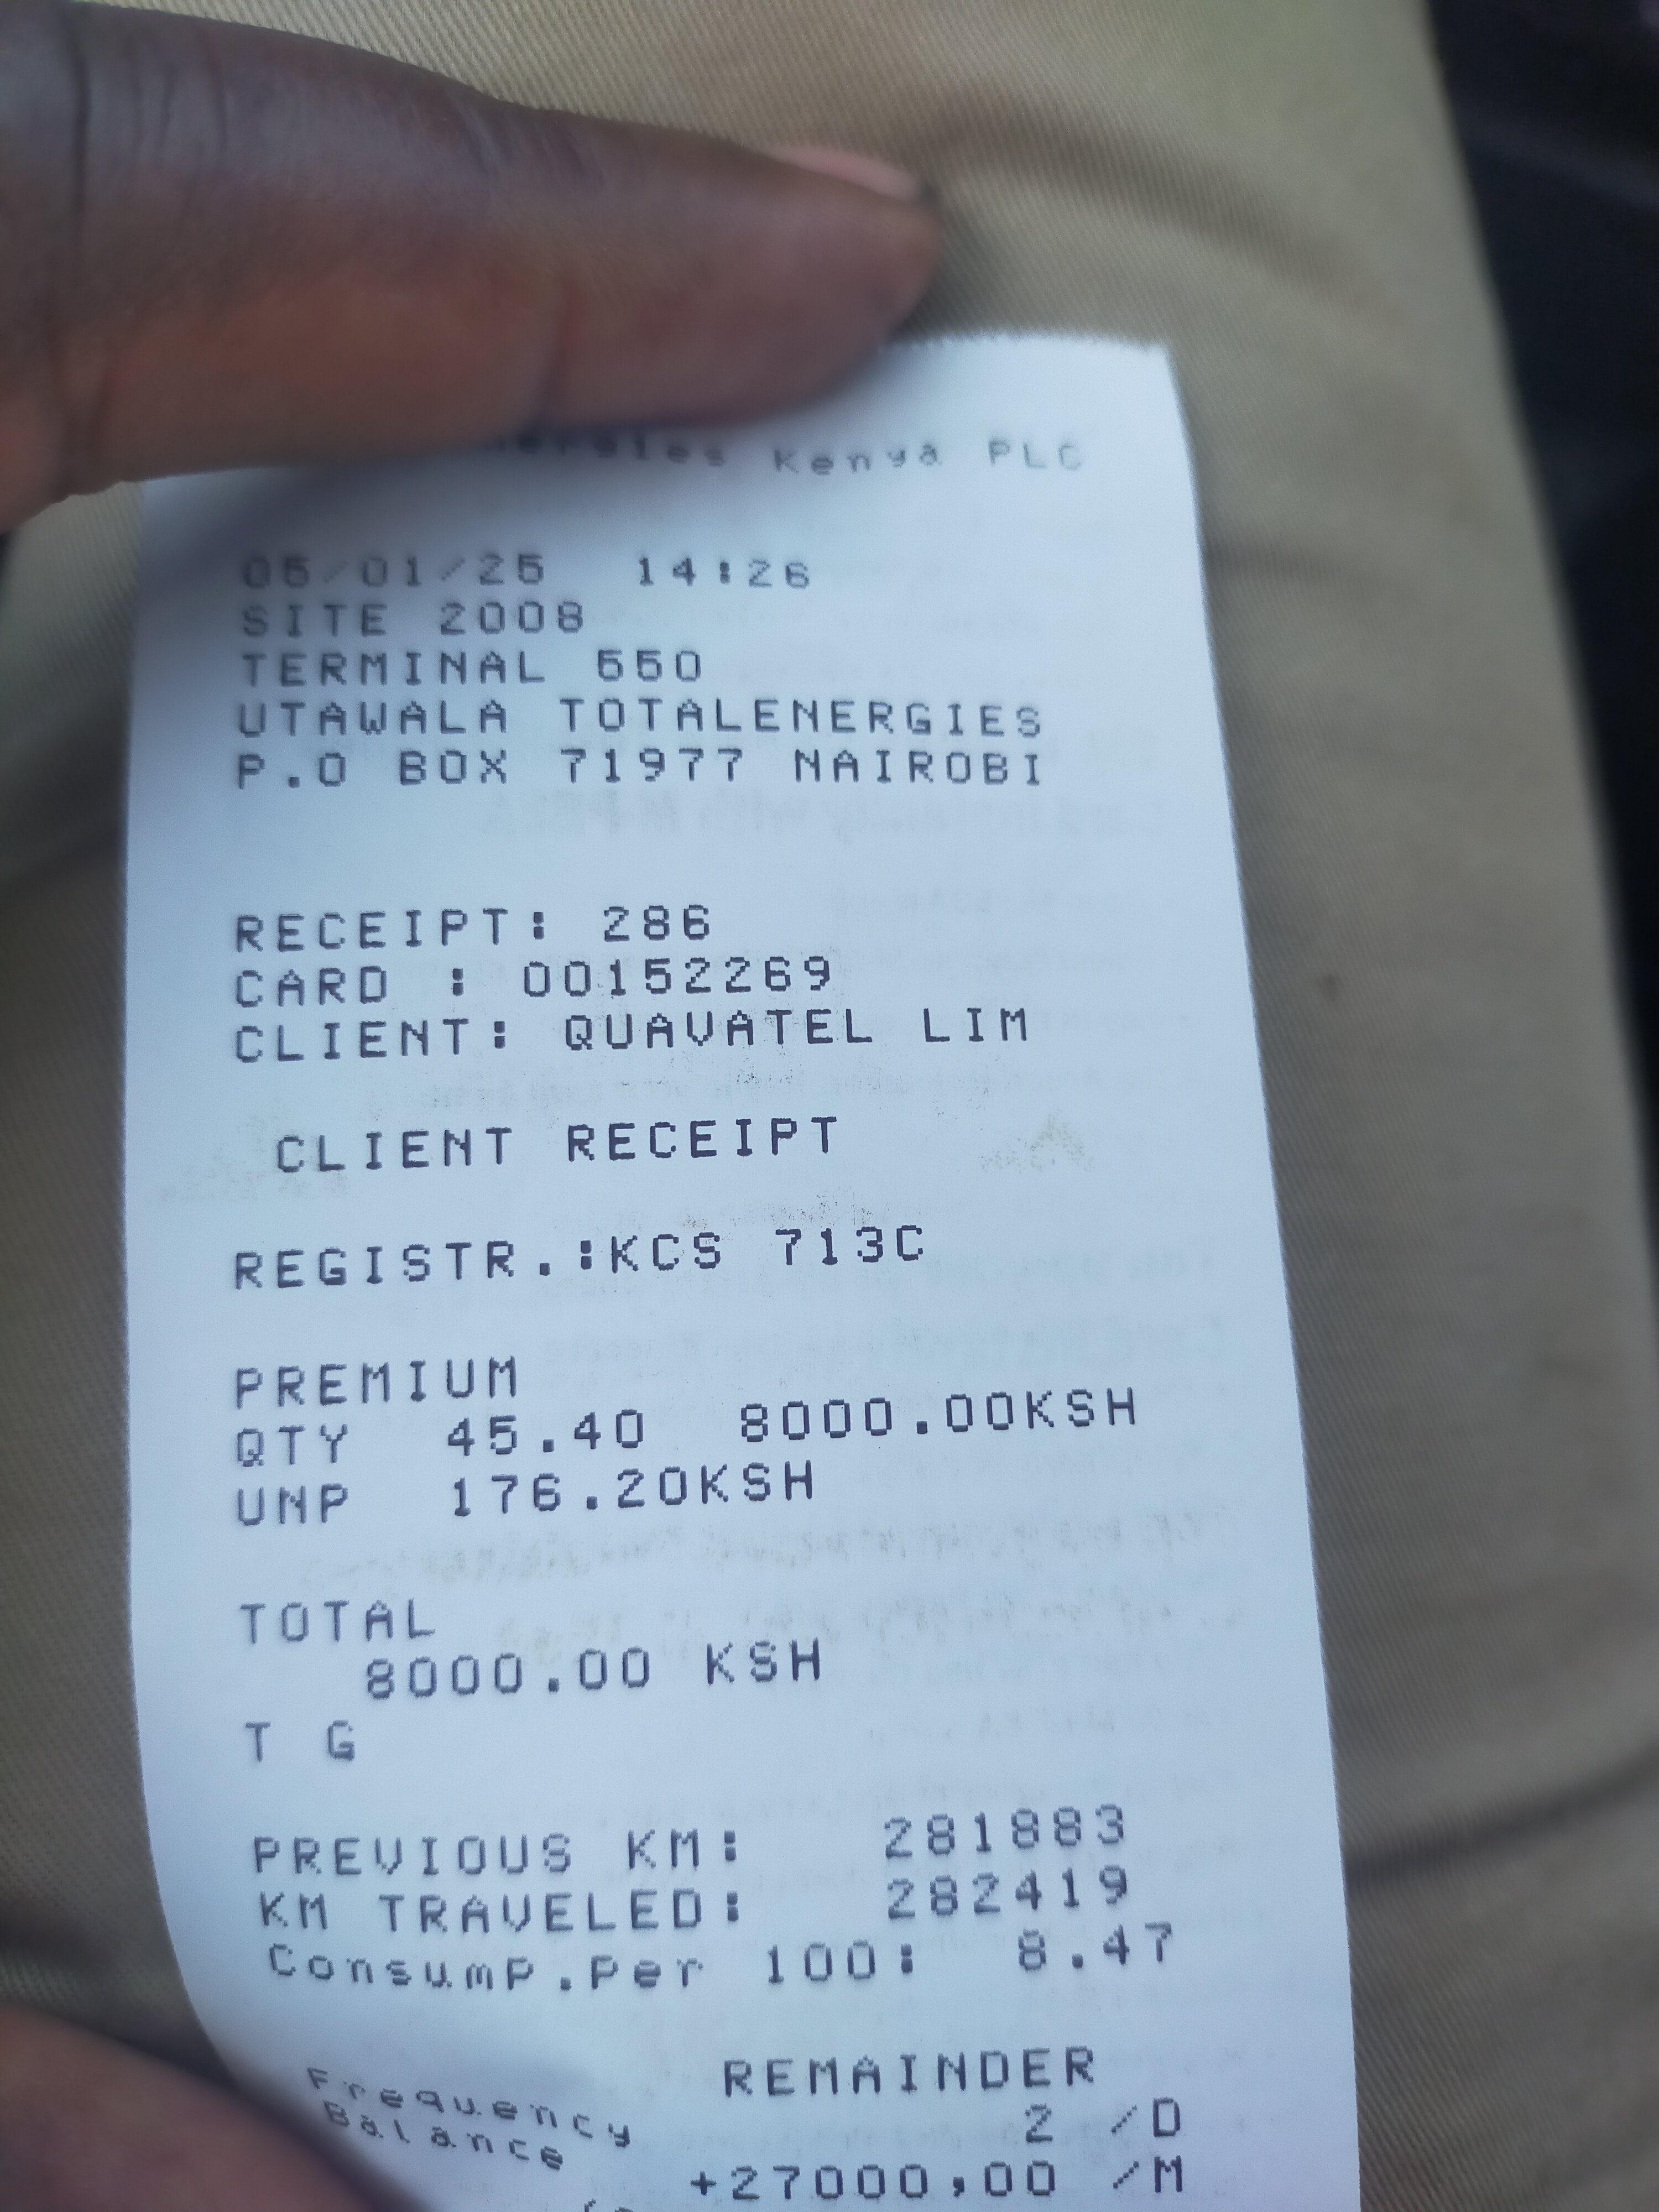 Kenya PLC
05/01/25 14:26
SITE 2008
TERMINAL 550
UTAWALA TOTALENERGIES
P.O BOX 71977 NAIROBI
RECEIPT: 286
CARD : 00152269
CLIENT: QUAVATEL LIM
CLIENT RECEIPT
REGISTR.:KCS 713C
PREMIUM
QTY 45.40 8000.00KSH
UNP 176.20KSH
TOTAL
8000.00 KSH
T G
PREVIOUS KM: 281883
KM TRAVELED: 282419
Consump.Per 100: 8.47
REMAINDER
Frequency 2 /D
Balance +27000,00 /M